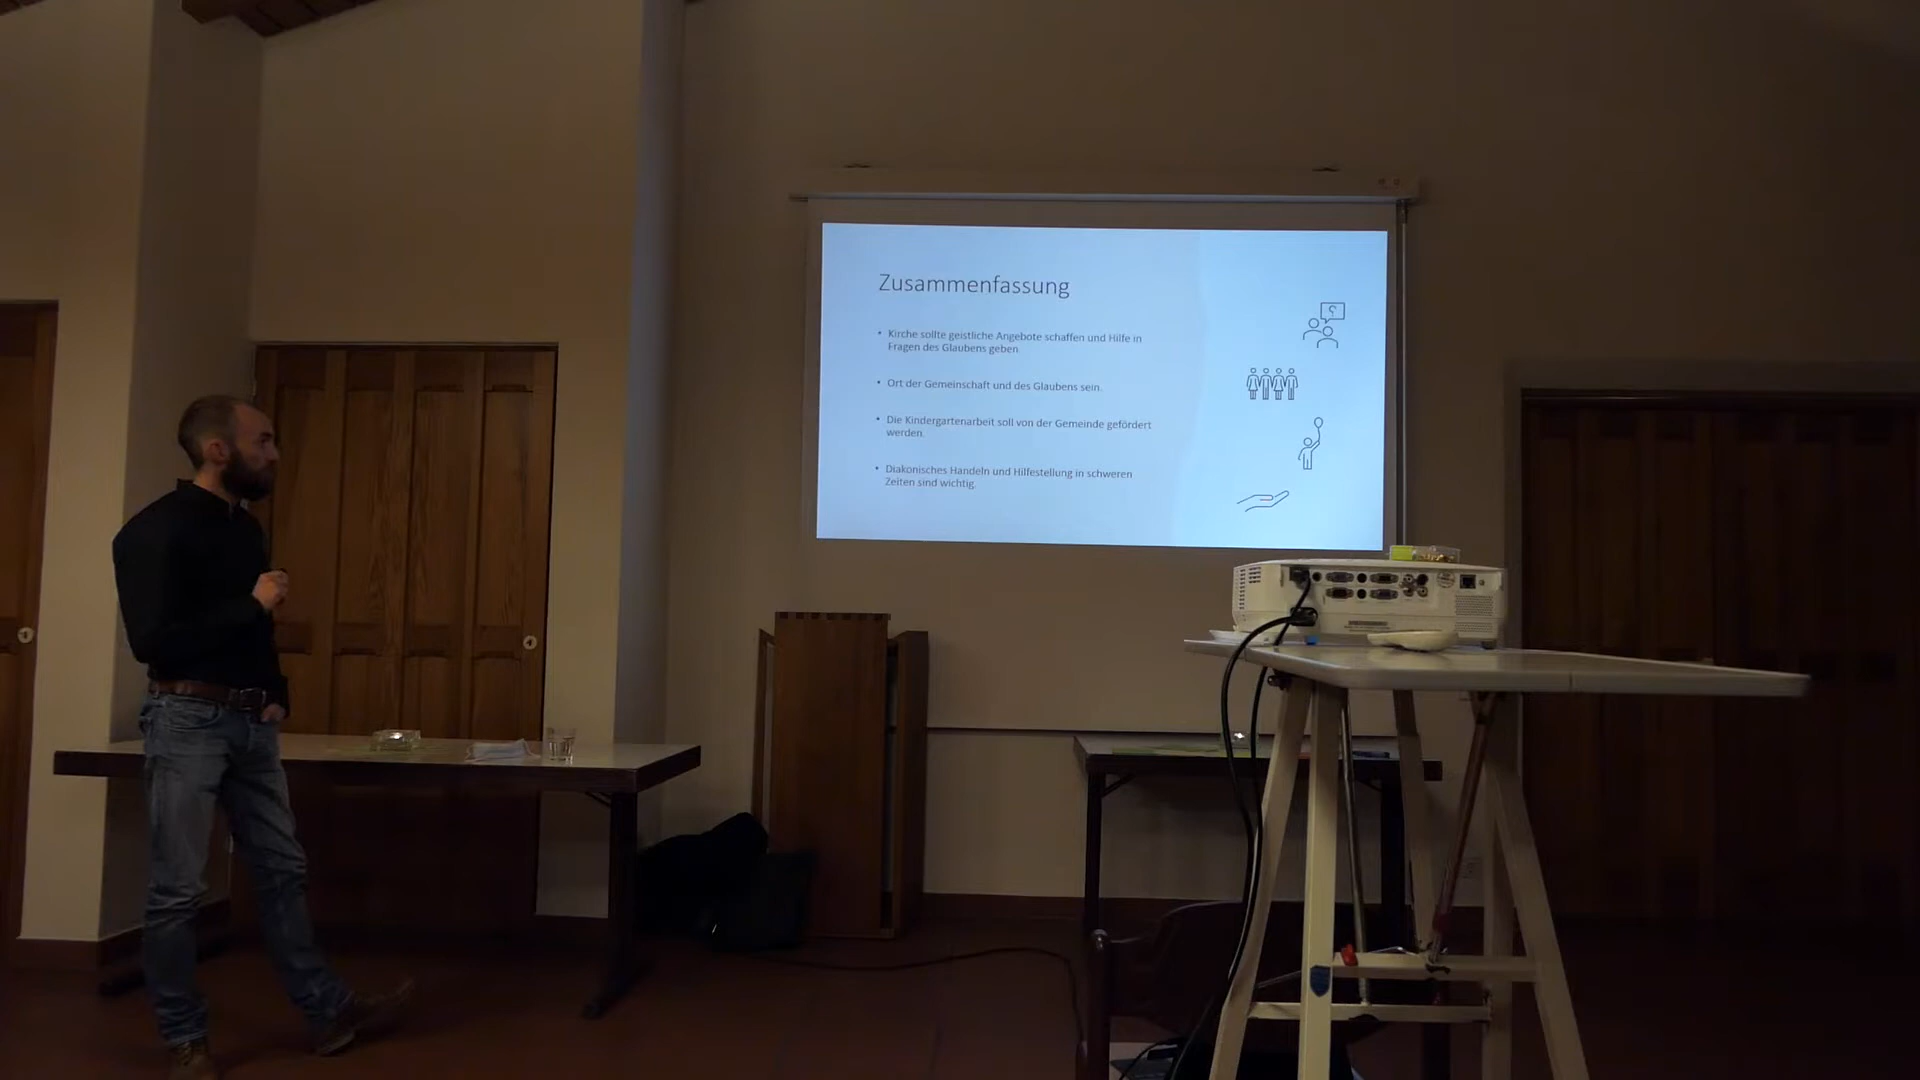 Zusammenfassung
• Kirche sollte geistliche Angebote schaffen und Hilfe in
Fragen des Glaubens geben.
• Ort der Gemeinschaft und des Glaubens sein.
• Die Kindergartenarbeit soll von der Gemeinde gefördert
werden.
• Diakonisches Handeln und Hilfestellung in schweren
Zeiten sind wichtig.